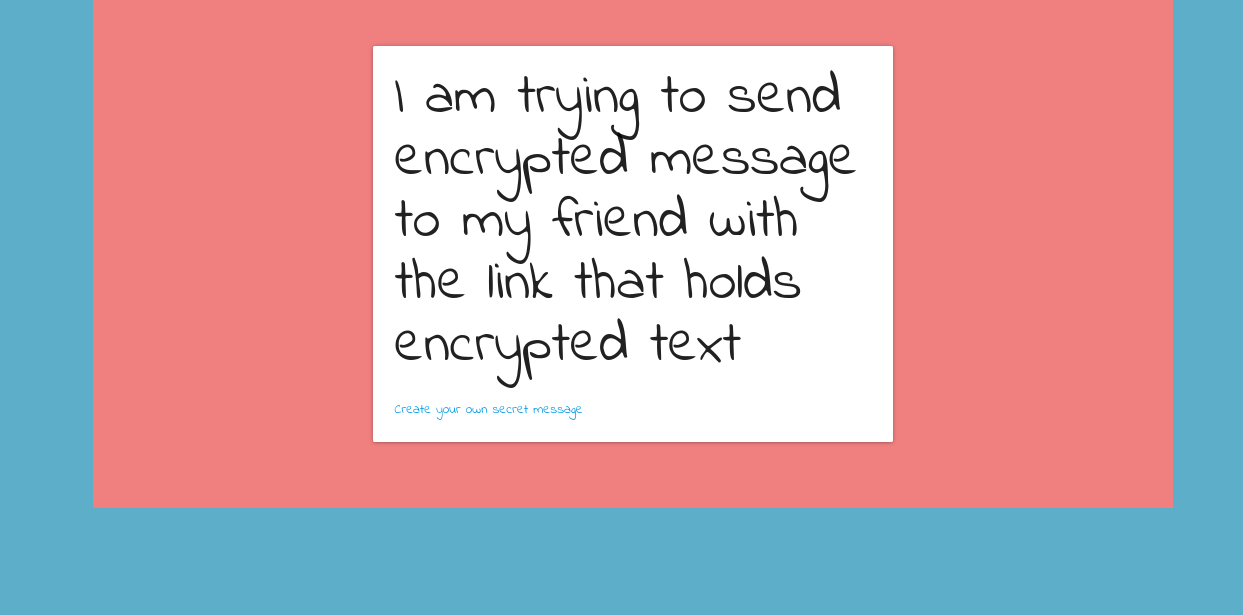 I am trying to send
encrypted message
to my friend with
the link that holds
encrypted text
Create your own secret message